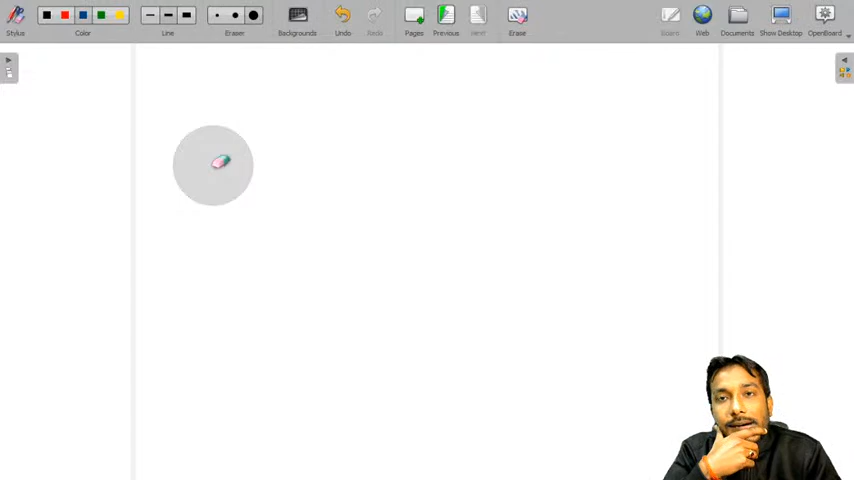 Stylus Color Line Eraser Backgrounds Undo Redo Pages Previous Next Erase Board Web Documents Show Desktop OpenBoard